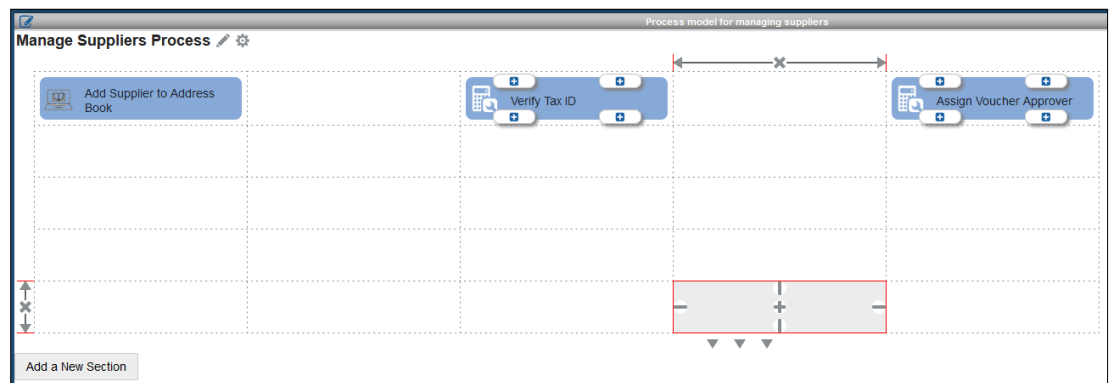 Process model for managing suppliers
Manage Suppliers Process
Add Supplier to Address
Book
Verify Tax ID
Assign Voucher Approver
Add a New Section